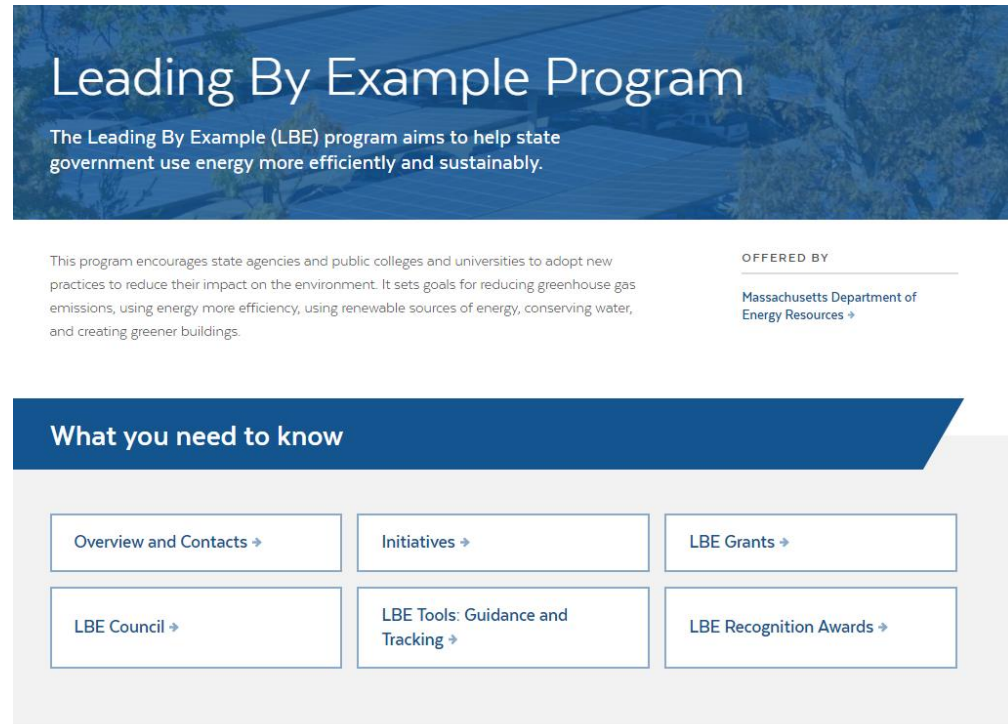 Leading By Example Program
The Leading By Example (LBE) program aims to help state
government use energy more efficiently and sustainably.
This program encourages state agencies and public colleges and universities to adopt new
practices to reduce their impact on the environment. It sets goals for reducing greenhouse gas
emissions, using energy more efficiency, using renewable sources of energy, conserving water,
and creating greener buildings.
OFFERED BY
Massachusetts Department of
Energy Resources →
What you need to know
Overview and Contacts →
Initiatives →
LBE Grants →
LBE Council →
LBE Tools: Guidance and
Tracking →
LBE Recognition Awards →